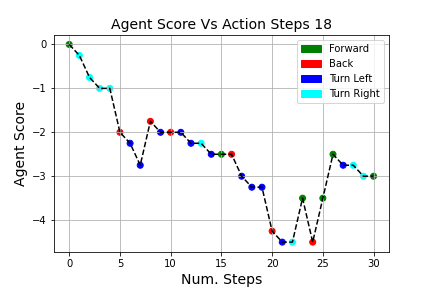 Agent Score Vs Action Steps 18
Forward
Back
Turn Left
Turn Right
Agent Score
0
−1
−2
−3
−4
0 5 10 15 20 25 30
Num. Steps